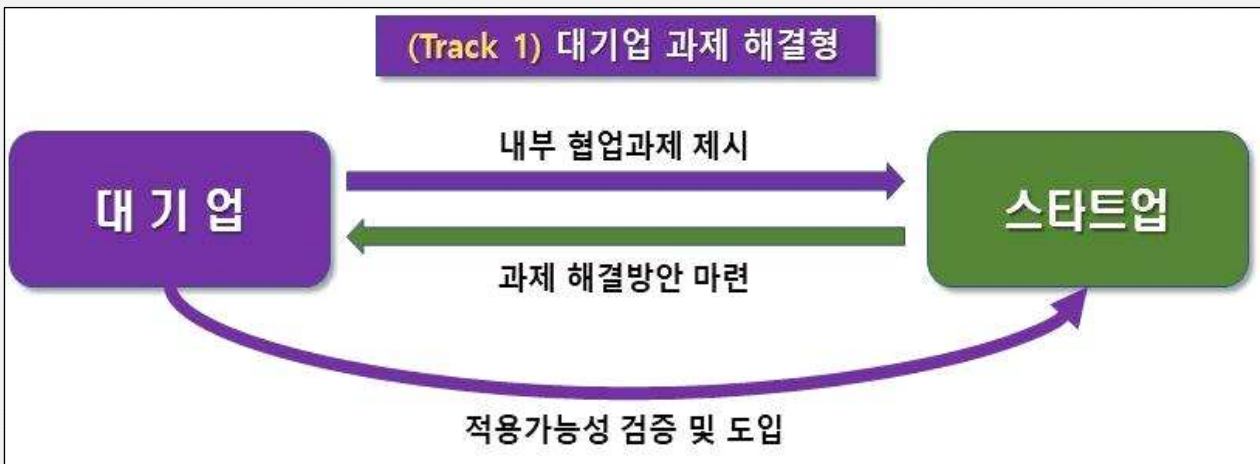 (Track 1) 대기업 과제 해결형
내부 협업과제 제시
대 기 업
스타트업
과제 해결방안 마련
적용가능성 검증 및 도입